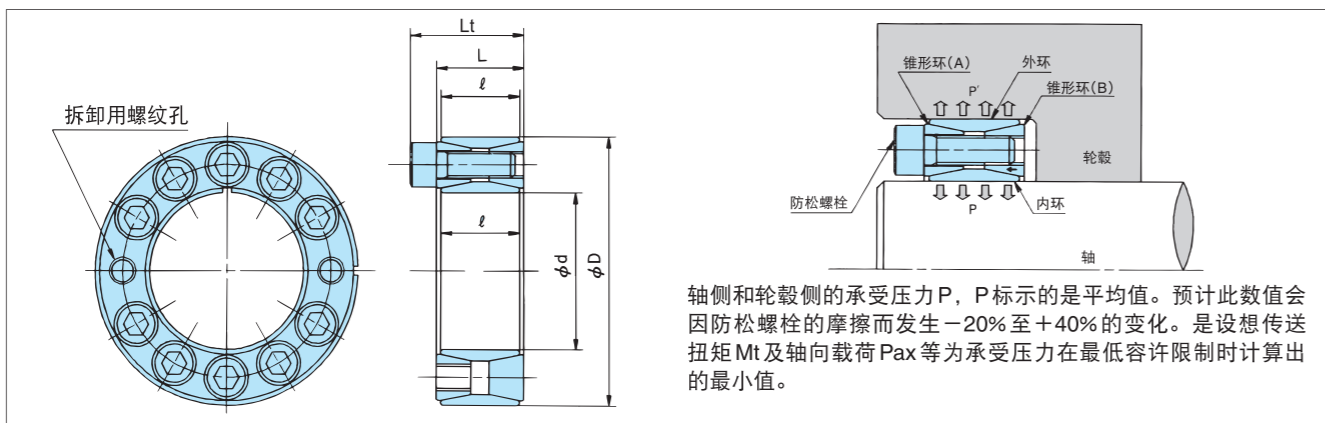 拆卸用螺纹孔
Lt
L
ℓ
ℓ
φd
φD
锥形环(A)
外环
锥形环(B)
P′
轮毂
防松螺栓
P
内环
轴
轴侧和轮毂侧的承受压力P，P标示的是平均值。预计此数值会
因防松螺栓的摩擦而发生－20%至＋40%的变化。是设想传送
扭矩Mt及轴向载荷Pax等为承受压力在最低容许限制时计算出
的最小值。